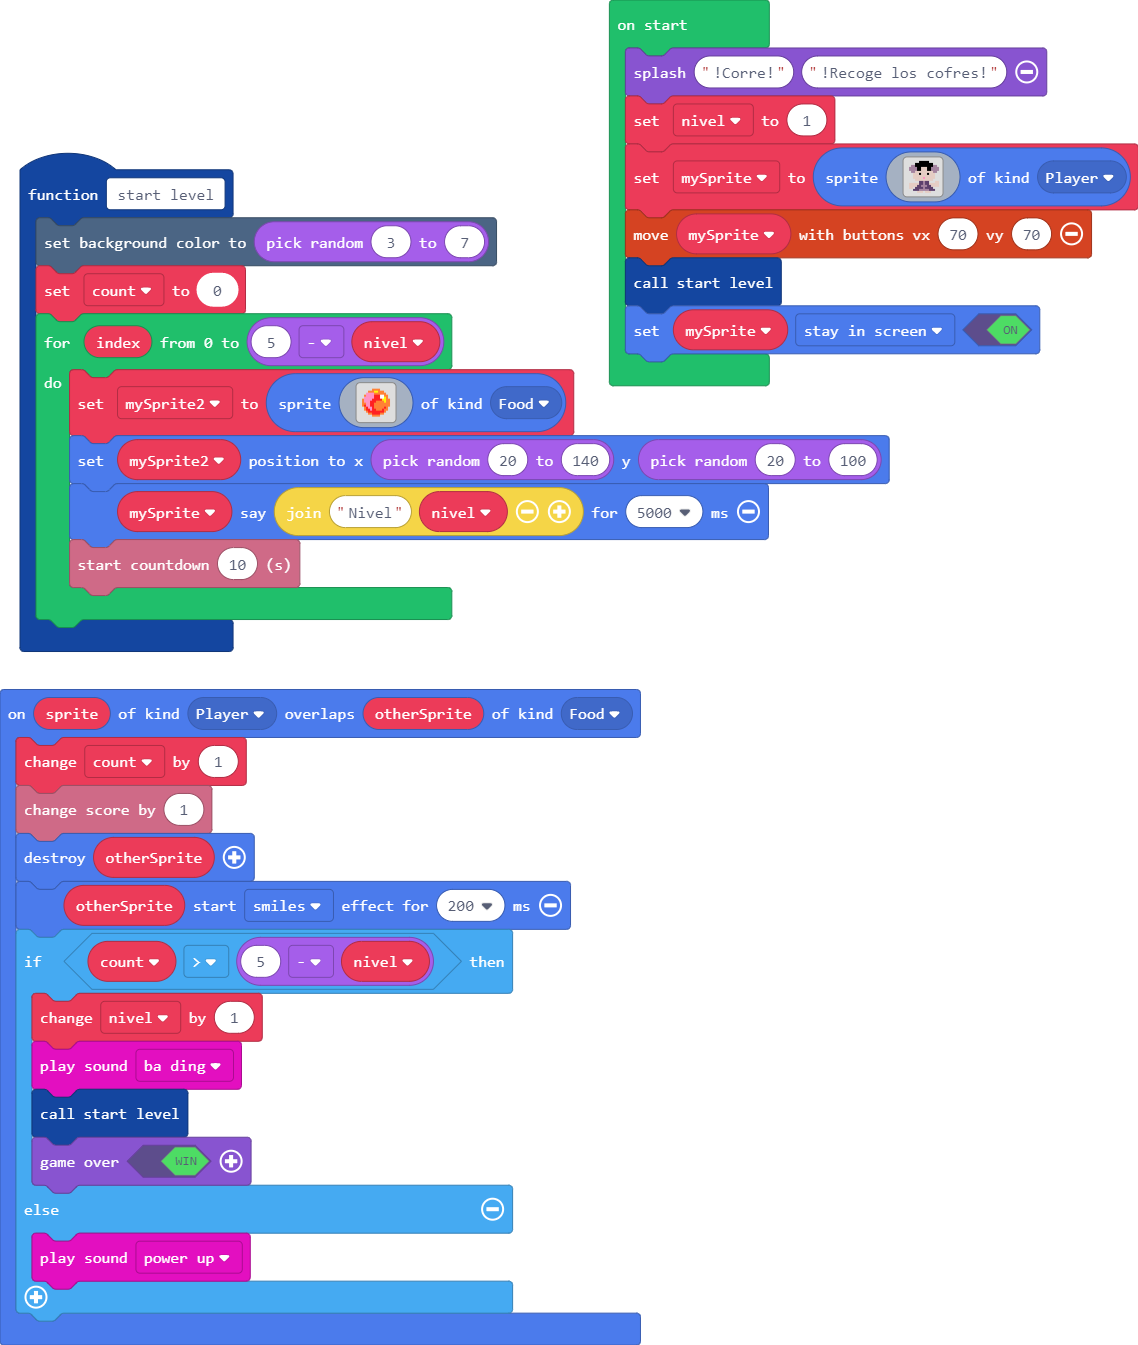 on start
splash "!Corre!" "!Recoge los cofres!"
set nivel to 1
set mySprite to sprite of kind Player
move mySprite with buttons vx 70 vy 70
call start level
set mySprite stay in screen ON
function start level
set background color to pick random 3 to 7
set count to 0
for index from 0 to 5 - nivel
do
set mySprite2 to sprite of kind Food
set mySprite2 position to x pick random 20 to 140 y pick random 20 to 100
mySprite say join "Nivel" nivel for 5000 ms
start countdown 10 (s)
on sprite of kind Player overlaps otherSprite of kind Food
change count by 1
change score by 1
destroy otherSprite
otherSprite start smiles effect for 200 ms
if count > 5 - nivel then
change nivel by 1
play sound ba ding
call start level
game over WIN
else
play sound power up